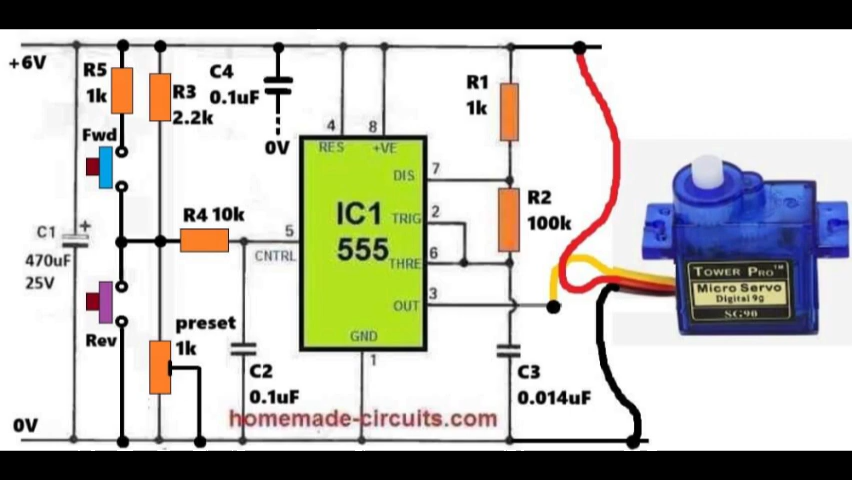 +6V
R5
1k
R3
2.2k
C4
0.1uF
0V
R1
1k
Fwd
4
8
RES
+VE
DIS
7
IC1
555
TRIG
2
R2
100k
R4 10k
5
CNTRL
THRE
6
C1
+
470uF
25V
OUT
3
Rev
preset
1k
GND
1
C2
0.1uF
C3
0.014uF
0V
homemade-circuits.com
TOWER PRO™
Micro Servo
Digital 9g
SG90